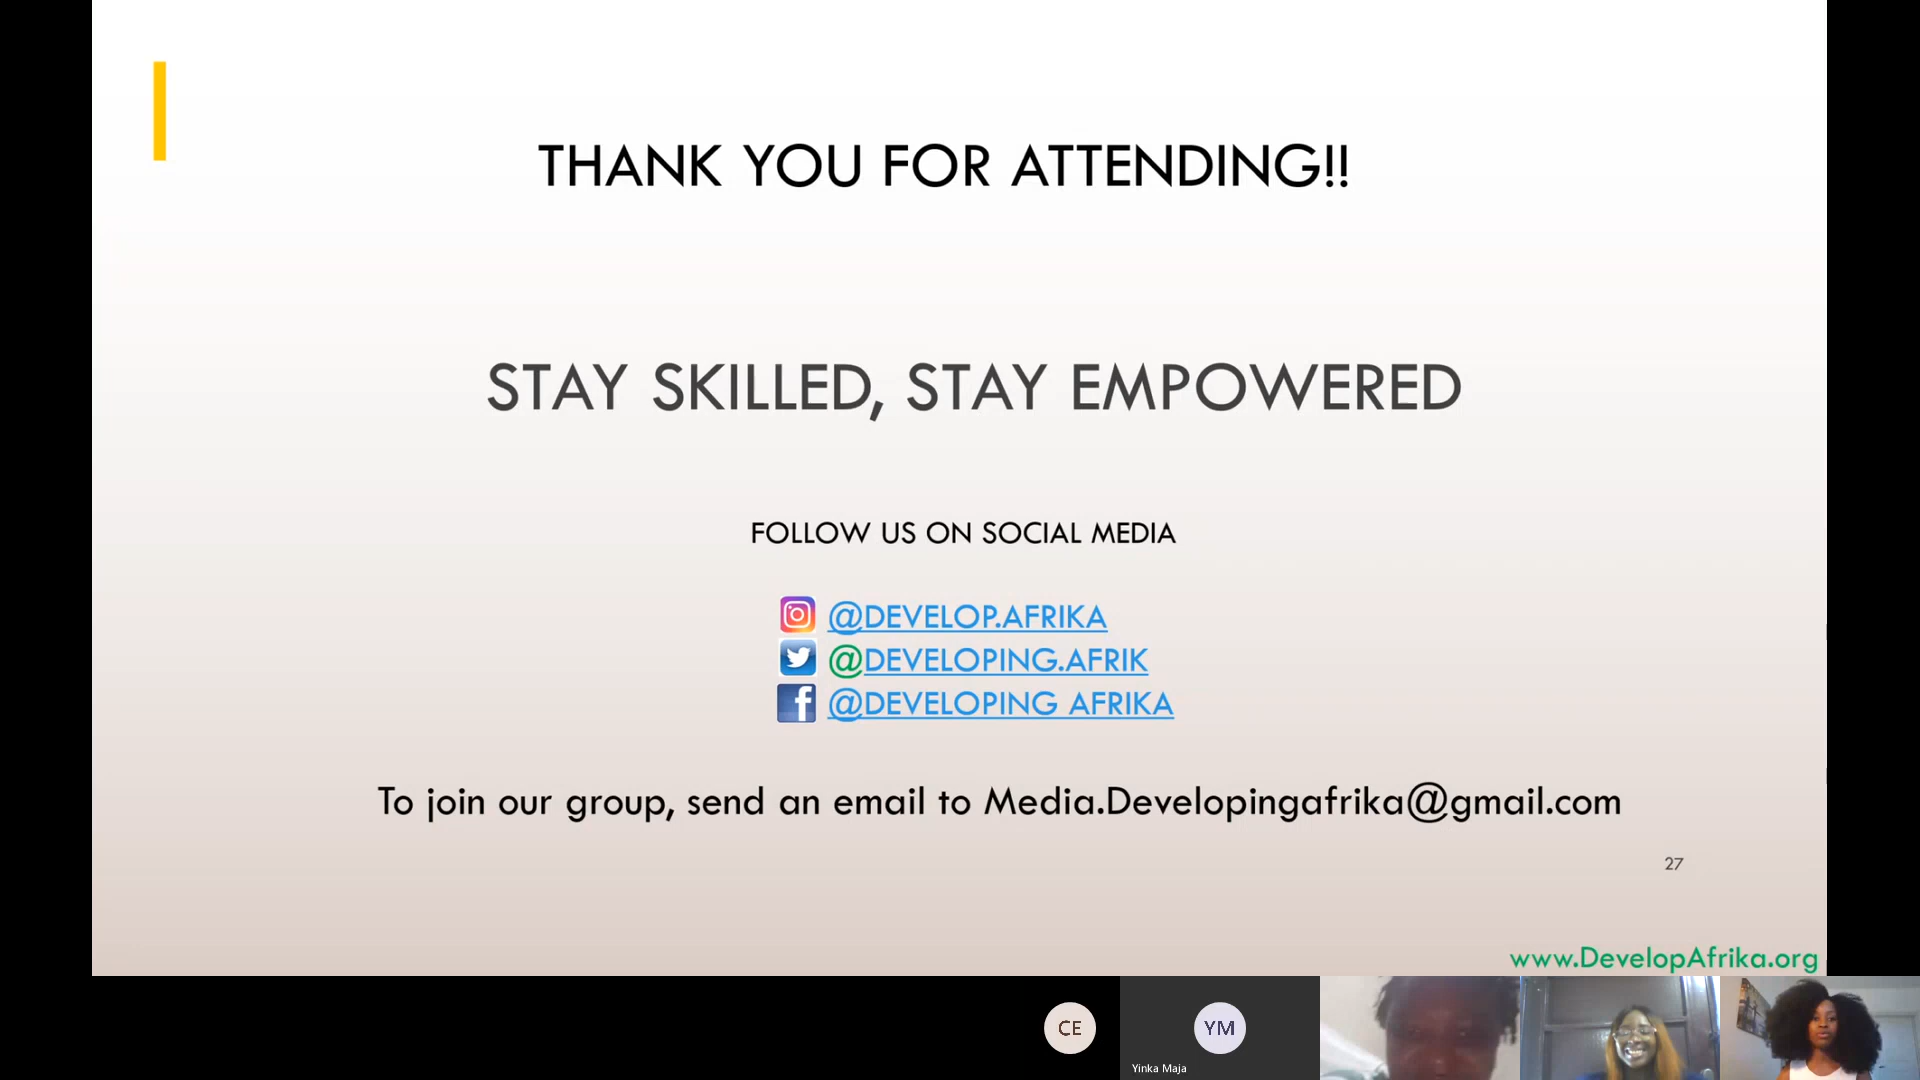 THANK YOU FOR ATTENDING!!
STAY SKILLED, STAY EMPOWERED
FOLLOW US ON SOCIAL MEDIA
@DEVELOP.AFRIKA
@DEVELOPING.AFRIK
@DEVELOPING AFRIKA
To join our group, send an email to Media.Developingafrika@gmail.com
27
www.DevelopAfrika.org
CE
YM
Yinka Maja